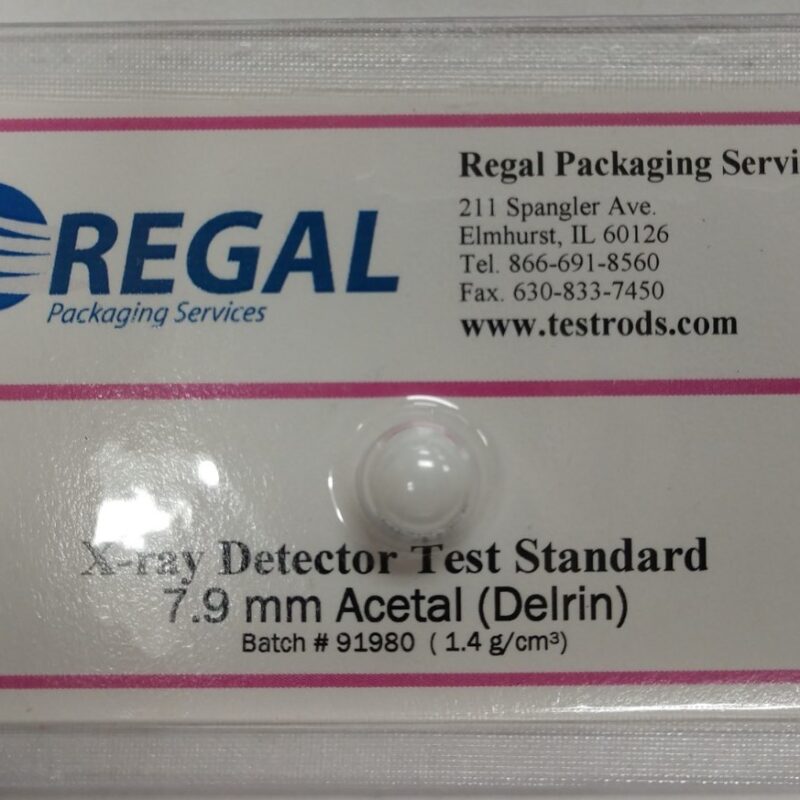 REGAL
Packaging Services
Regal Packaging Servi
211 Spangler Ave.
Elmhurst, IL 60126
Tel. 866-691-8560
Fax. 630-833-7450
www.testrods.com
X-ray Detector Test Standard
7.9 mm Acetal (Delrin)
Batch # 91980 ( 1.4 g/cm³)